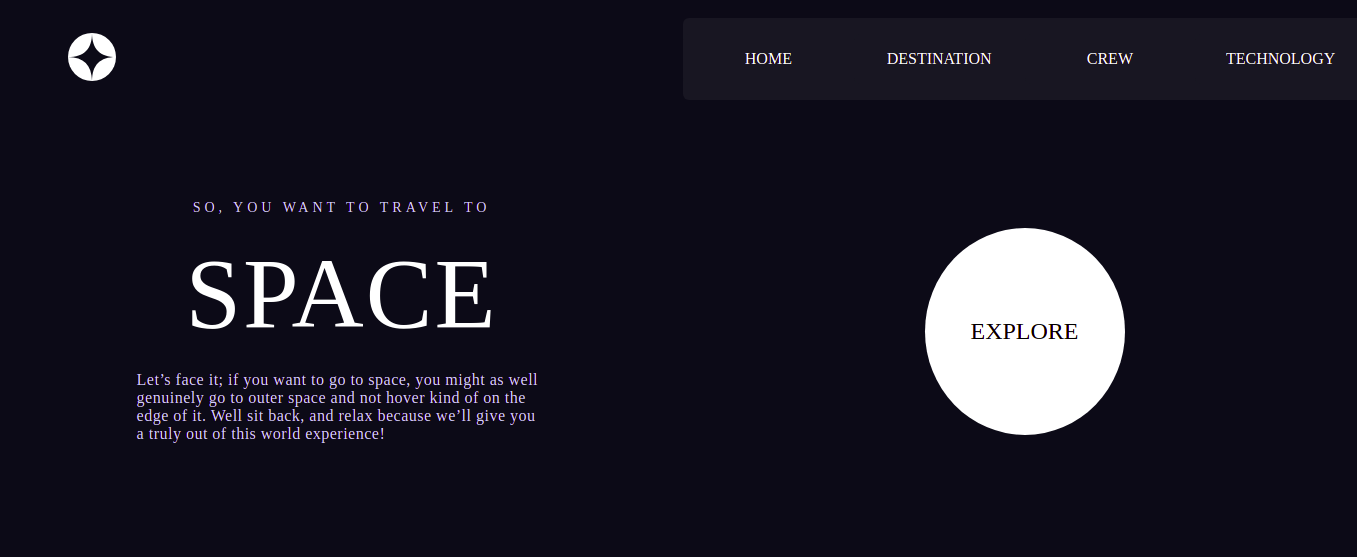 HOME DESTINATION CREW TECHNOLOGY
SO, YOU WANT TO TRAVEL TO
SPACE
Let’s face it; if you want to go to space, you might as well
genuinely go to outer space and not hover kind of on the
edge of it. Well sit back, and relax because we’ll give you
a truly out of this world experience!
EXPLORE